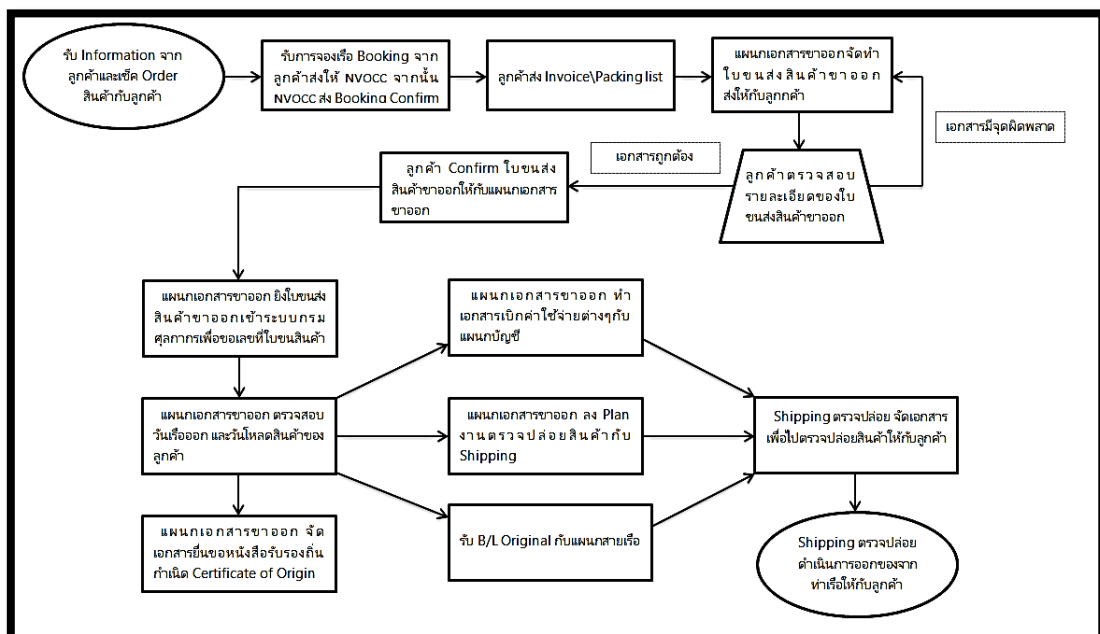 รับ Information จาก
ลูกค้าและเช็ค Order
สินค้ากับลูกค้า
รับการจองเรือ Booking จาก
ลูกค้าส่งให้ NVOCC จากนั้น
NVOCC ส่ง Booking Confirm
ลูกค้าส่ง Invoice\Packing list
แผนกเอกสารขาออกจัดทำ
ใบขนส่งสินค้าขาออก
ส่งให้กับลูกกค้า
เอกสารมีจุดผิดพลาด
เอกสารถูกต้อง
ลูกค้าตรวจสอบ
รายละเอียดของใบ
ขนส่งสินค้าขาออก
ลูกค้า Confirm ใบขนส่ง
สินค้าขาออกให้กับแผนกเอกสาร
ขาออก
แผนกเอกสารขาออก ยิงใบขนส่ง
สินค้าขาออกเข้าระบบกรม
ศุลกากรเพื่อขอเลขที่ใบขนสินค้า
แผนกเอกสารขาออก ทำ
เอกสารเบิกค่าใช้จ่ายต่างๆกับ
แผนกบัญชี
แผนกเอกสารขาออก ตรวจสอบ
วันเรือออก และวันโหลดสินค้าของ
ลูกค้า
แผนกเอกสารขาออก ลง Plan
งานตรวจปล่อยสินค้ากับ
Shipping
Shipping ตรวจปล่อย จัดเอกสาร
เพื่อไปตรวจปล่อยสินค้าให้กับลูกค้า
แผนกเอกสารขาออก จัด
เอกสารยื่นขอหนังสือรับรองถิ่น
กำเนิด Certificate of Origin
รับ B/L Original กับแผนกสายเรือ
Shipping ตรวจปล่อย
ดำเนินการออกของจาก
ท่าเรือให้กับลูกค้า